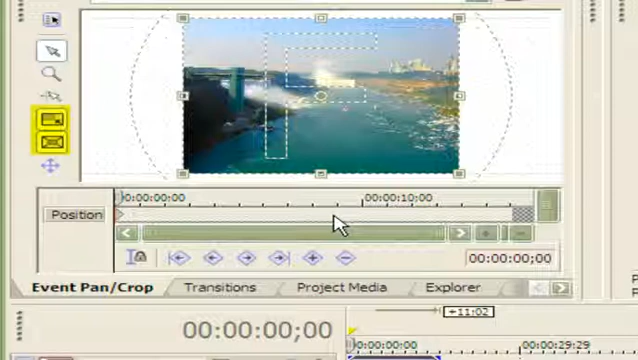 00:00:00;00
00:00:10;00
Position
00:00:00;00
Event Pan/Crop
Transitions
Project Media
Explorer
+11:02
00:00:00;00
00:00:00;00
00:00:29:29